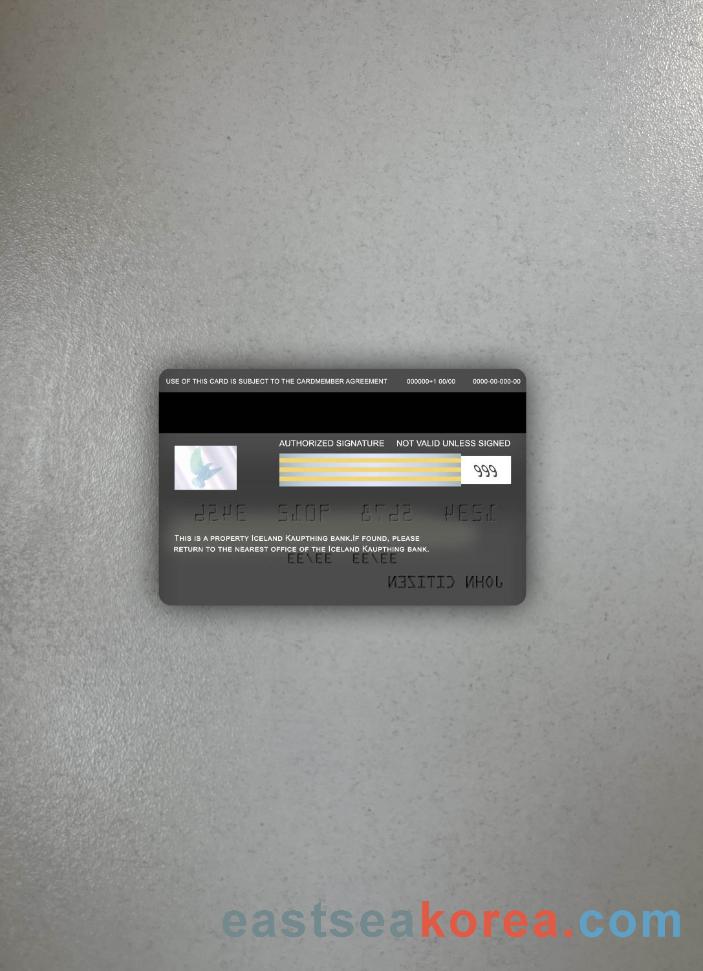 USE OF THIS CARD IS SUBJECT TO THE CARDMEMBER AGREEMENT 000000+1 00/00 0000-00-000-00
AUTHORIZED SIGNATURE NOT VALID UNLESS SIGNED
999
THIS IS A PROPERTY ICELAND KAUPTHING BANK.IF FOUND, PLEASE
RETURN TO THE NEAREST OFFICE OF THE ICELAND KAUPTHING BANK.
JOHN CITIZEN
eastseakorea.com